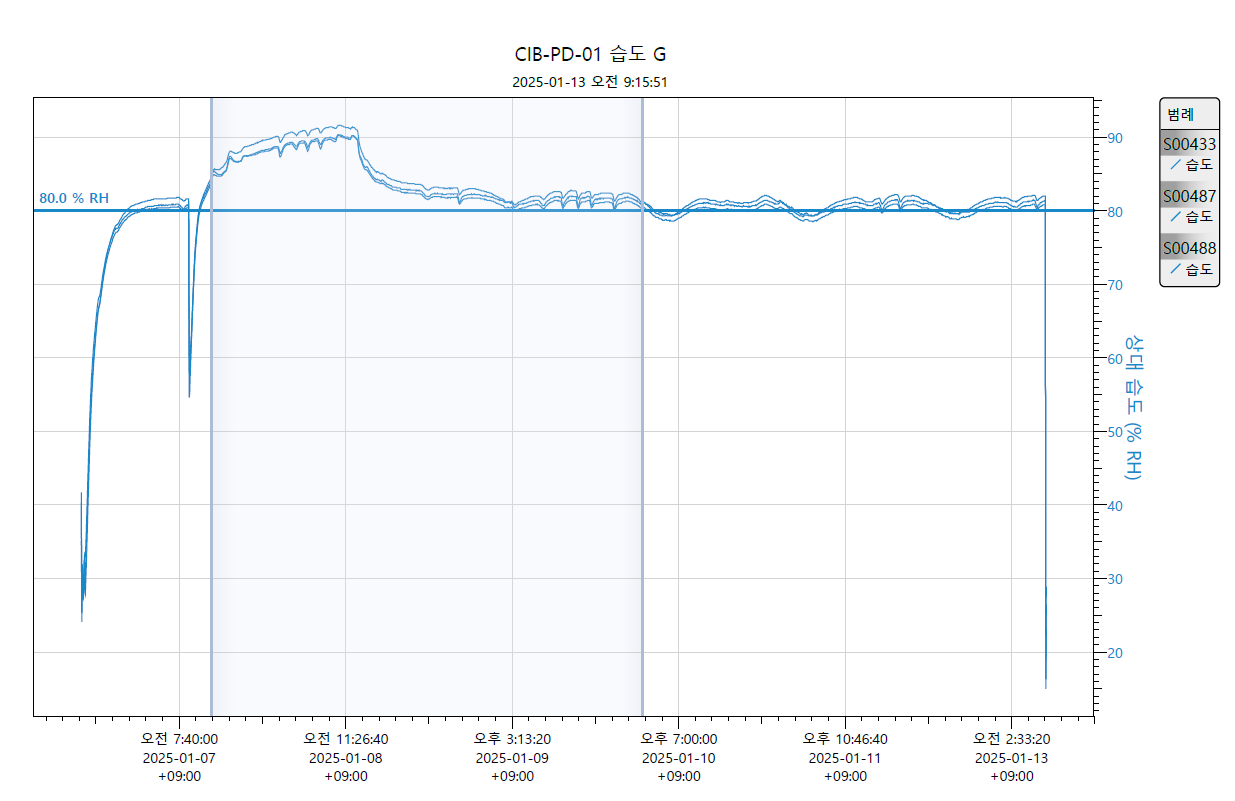 CIB-PD-01 습도 G
2025-01-13 오전 9:15:51
80.0 % RH
90
80
70
60
50
40
30
20
상대 습도 (% RH)
오전 7:40:00
2025-01-07
+09:00
오전 11:26:40
2025-01-08
+09:00
오후 3:13:20
2025-01-09
+09:00
오후 7:00:00
2025-01-10
+09:00
오후 10:46:40
2025-01-11
+09:00
오전 2:33:20
2025-01-13
+09:00
범례
S00433
습도
S00487
습도
S00488
습도